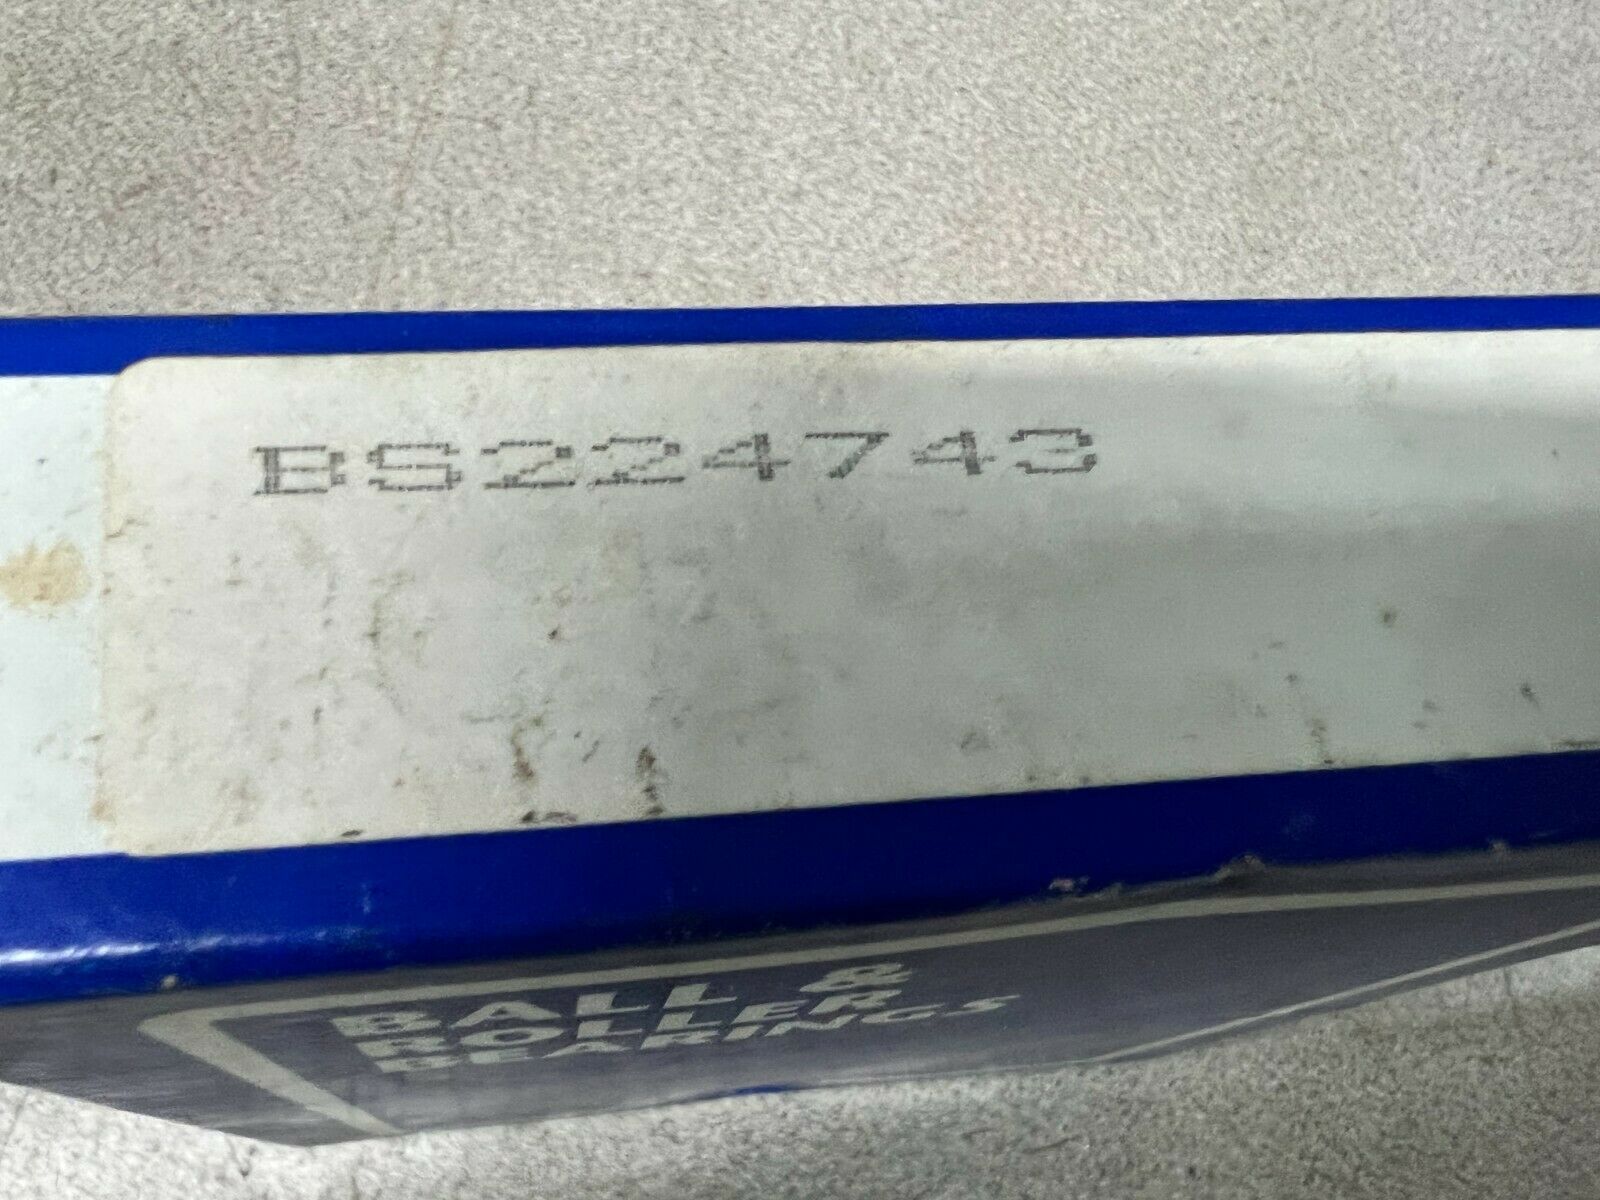 BS224743
BALL &
ROLLER
BEARINGS